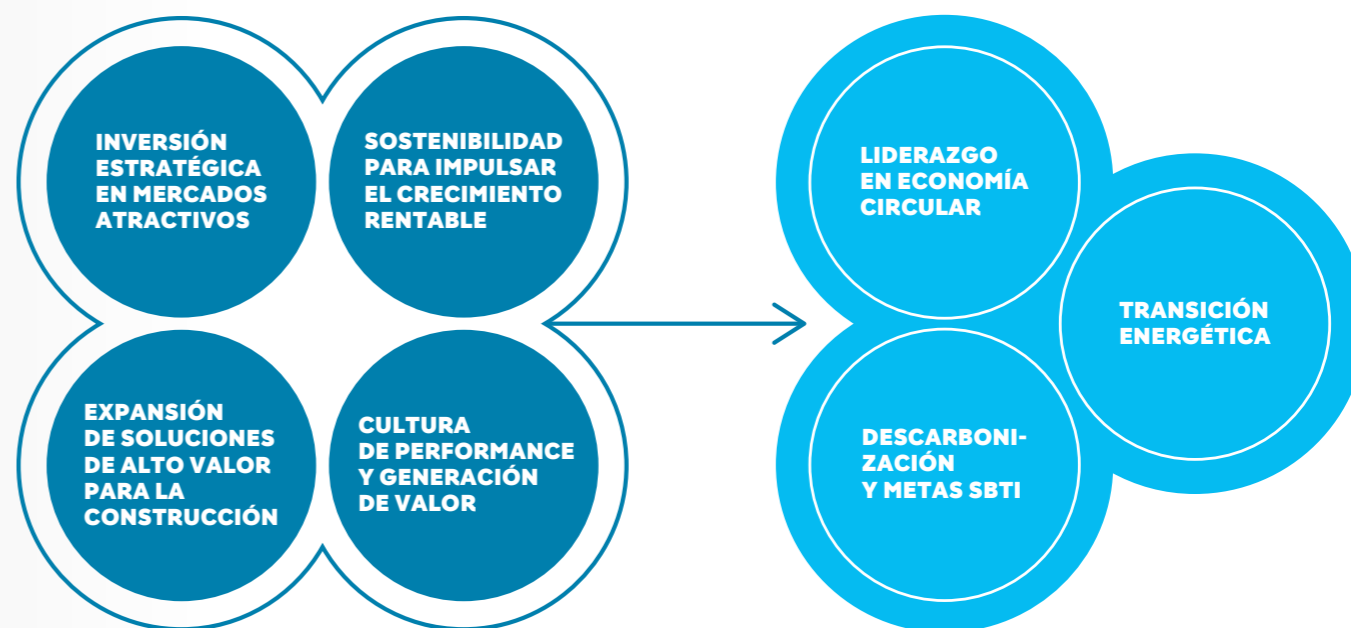 INVERSIÓN
ESTRATÉGICA
EN MERCADOS
ATRACTIVOS
SOSTENIBILIDAD
PARA IMPULSAR
EL CRECIMIENTO
RENTABLE
EXPANSIÓN
DE SOLUCIONES
DE ALTO VALOR
PARA LA
CONSTRUCCIÓN
CULTURA
DE PERFORMANCE
Y GENERACIÓN
DE VALOR
LIDERAZGO
EN ECONOMÍA
CIRCULAR
TRANSICIÓN
ENERGÉTICA
DESCARBONI-
ZACIÓN
Y METAS SBTI